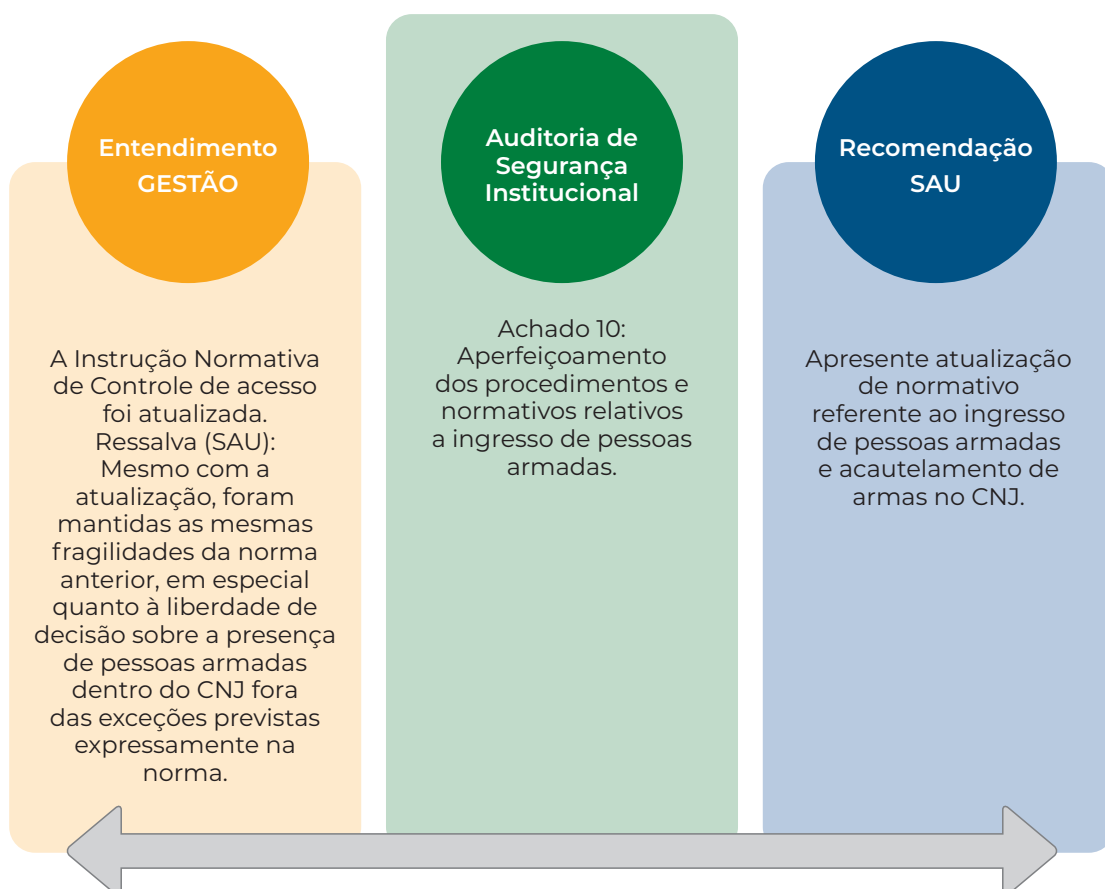 Entendimento
GESTÃO
A Instrução Normativa
de Controle de acesso
foi atualizada.
Ressalva (SAU):
Mesmo com a
atualização, foram
mantidas as mesmas
fragilidades da norma
anterior, em especial
quanto à liberdade de
decisão sobre a presença
de pessoas armadas
dentro do CNJ fora
das exceções previstas
expressamente na
norma.
Auditoria de
Segurança
Institucional
Achado 10:
Aperfeiçoamento
dos procedimentos e
normativos relativos
a ingresso de pessoas
armadas.
Recomendação
SAU
Apresente atualização
de normativo
referente ao ingresso
de pessoas armadas
e acautelamento de
armas no CNJ.